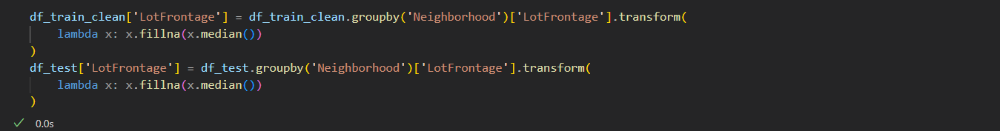 df_train_clean['LotFrontage'] = df_train_clean.groupby('Neighborhood')['LotFrontage'].transform(
    lambda x: x.fillna(x.median())
)
df_test['LotFrontage'] = df_test.groupby('Neighborhood')['LotFrontage'].transform(
    lambda x: x.fillna(x.median())
)
✓ 0.0s